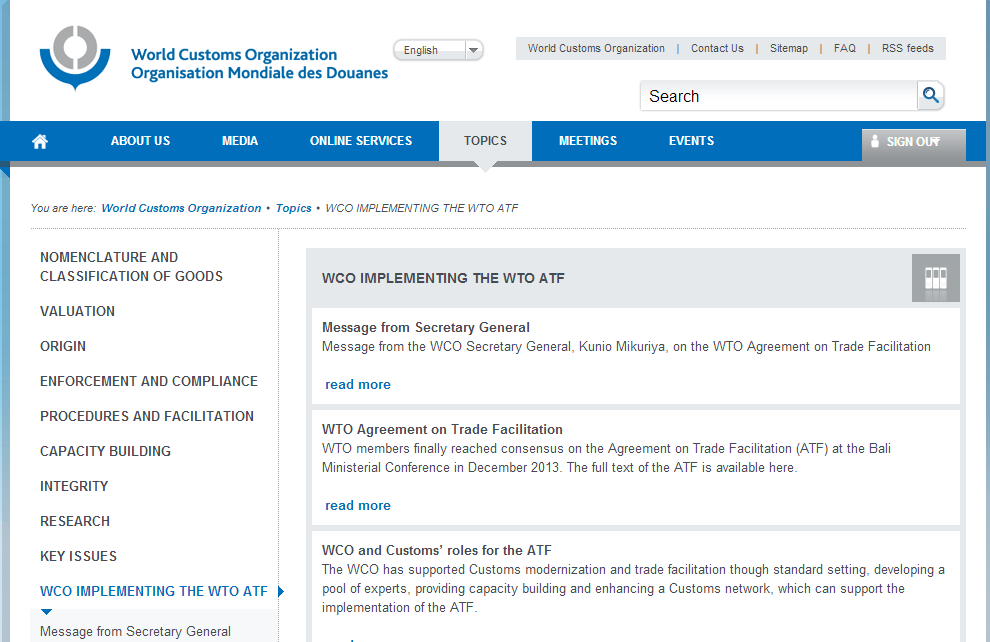 World Customs Organization
Organisation Mondiale des Douanes
English
World Customs Organization | Contact Us | Sitemap | FAQ | RSS feeds
Search
ABOUT US MEDIA ONLINE SERVICES TOPICS MEETINGS EVENTS SIGN OUT
You are here: World Customs Organization • Topics • WCO IMPLEMENTING THE WTO ATF
NOMENCLATURE AND
CLASSIFICATION OF GOODS
VALUATION
ORIGIN
ENFORCEMENT AND COMPLIANCE
PROCEDURES AND FACILITATION
CAPACITY BUILDING
INTEGRITY
RESEARCH
KEY ISSUES
WCO IMPLEMENTING THE WTO ATF
Message from Secretary General
WCO IMPLEMENTING THE WTO ATF
Message from Secretary General
Message from the WCO Secretary General, Kunio Mikuriya, on the WTO Agreement on Trade Facilitation
read more
WTO Agreement on Trade Facilitation
WTO members finally reached consensus on the Agreement on Trade Facilitation (ATF) at the Bali
Ministerial Conference in December 2013. The full text of the ATF is available here.
read more
WCO and Customs’ roles for the ATF
The WCO has supported Customs modernization and trade facilitation though standard setting, developing a
pool of experts, providing capacity building and enhancing a Customs network, which can support the
implementation of the ATF.